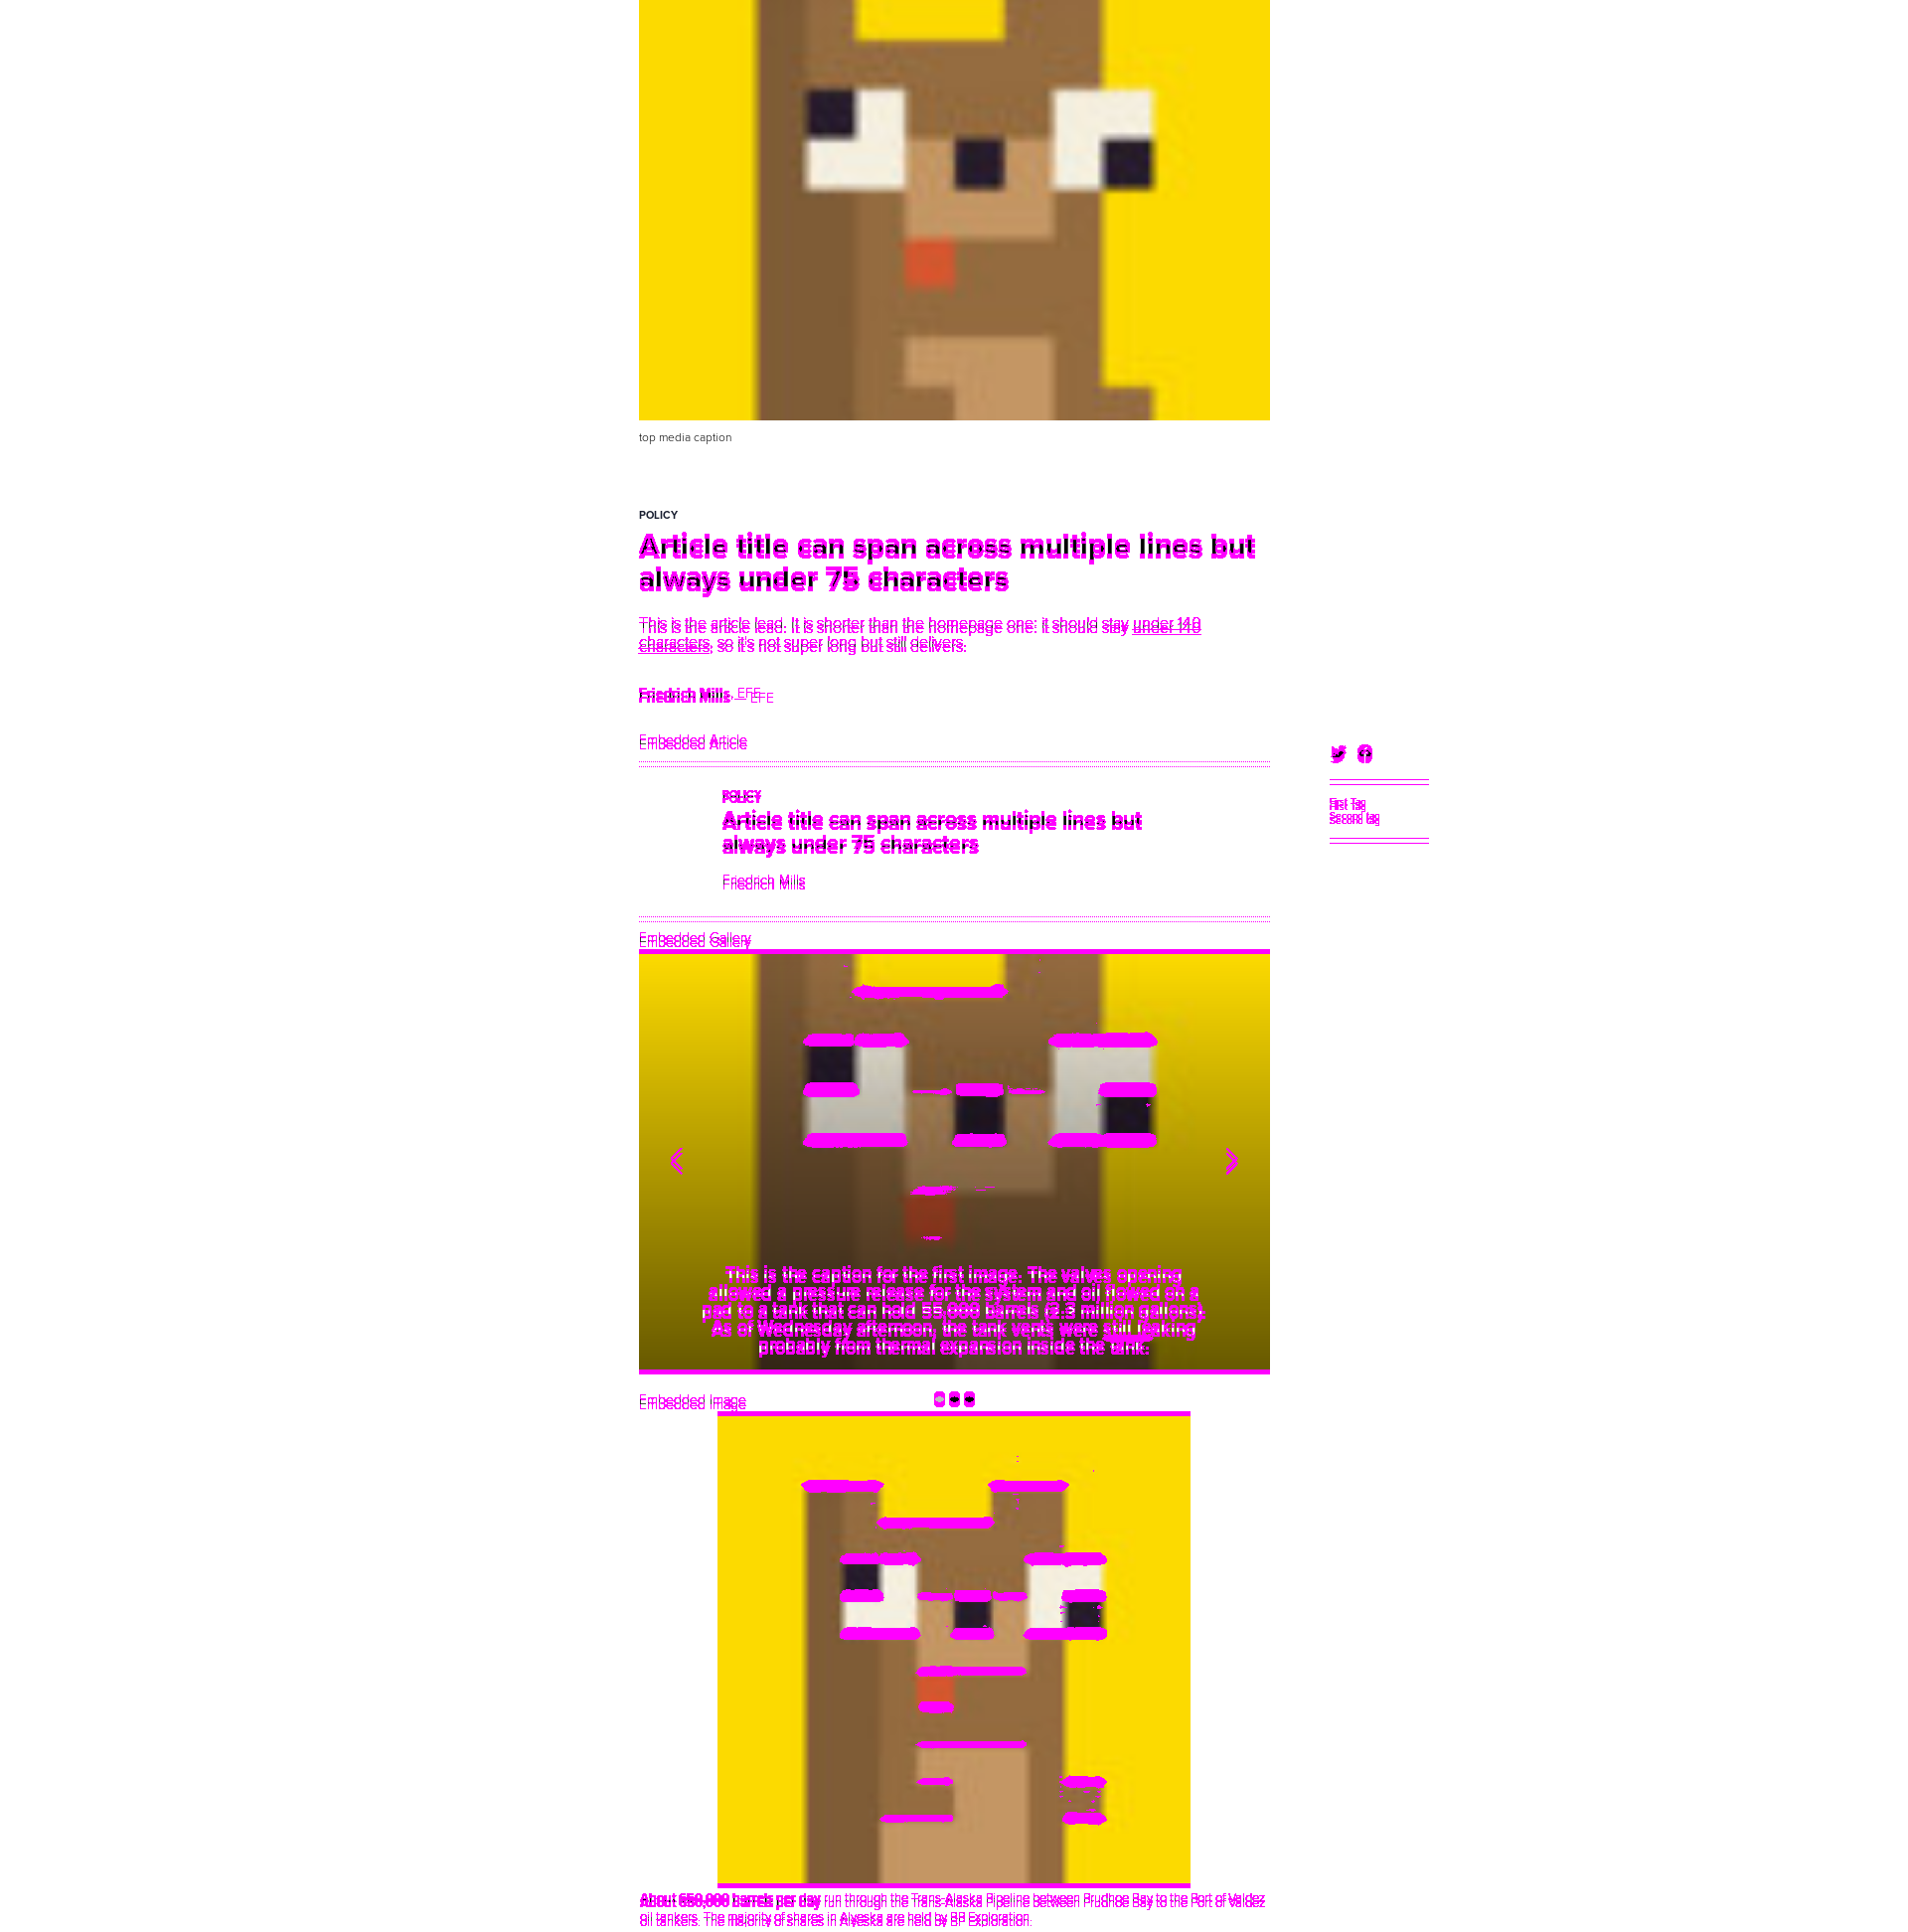 top media caption
POLICY
Article title can span across multiple lines but
always under 75 characters
This is the article lead. It is shorter than the homepage one: it should stay under 140
characters, so it's not super long but still delivers.
Friedrich Mills, EFE
Friedrich Mills — EFE
Embedded Article
POLICY
Article title can span across multiple lines but
always under 75 characters
Friedrich Mills
First Tag
Second tag
Embedded Gallery
This is the caption for the first image. The valves opening
allowed a pressure release for the system and oil flowed on a
pad to a tank that can hold 55,000 barrels (2.3 million gallons).
As of Wednesday afternoon, the tank vents were still leaking
probably from thermal expansion inside the tank.
Embedded Image
About 650,000 barrels per day run through the Trans-Alaska Pipeline between Prudhoe Bay to the Port of Valdez
oil tankers. The majority of shares in Alyeska are held by BP Exploration.